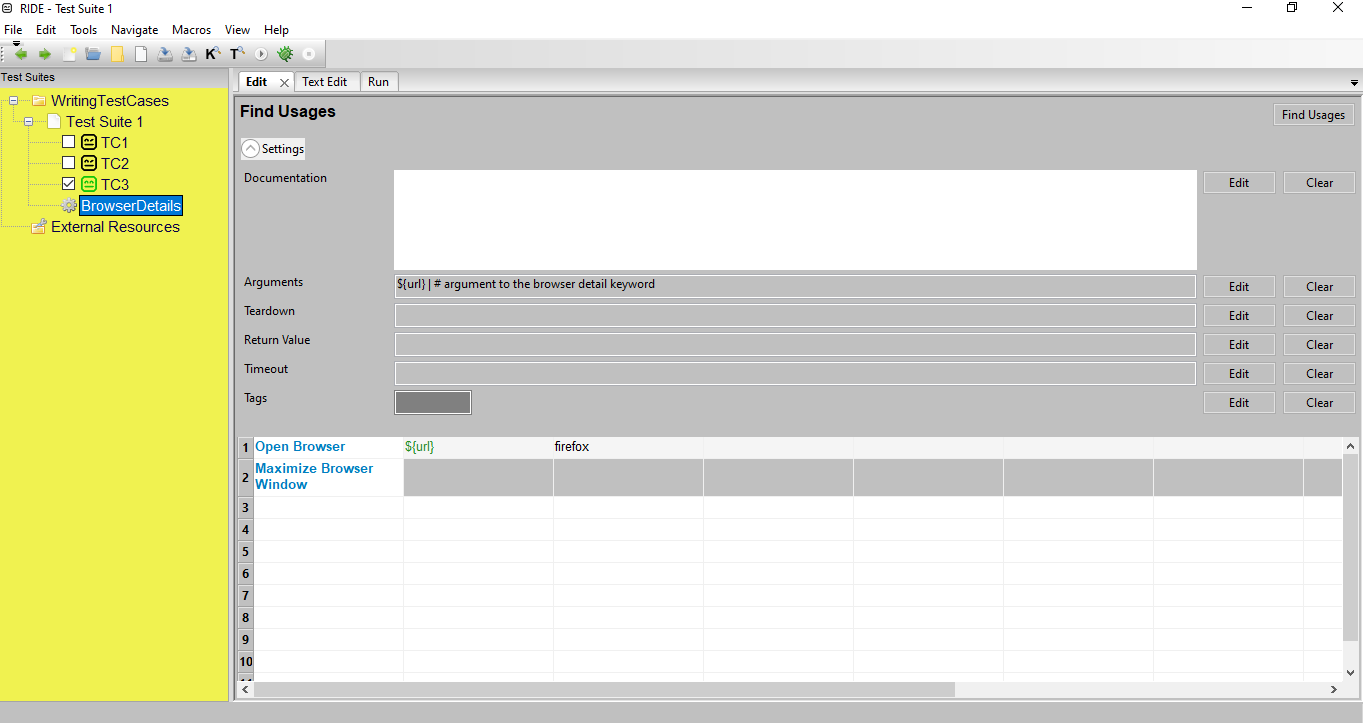 RIDE - Test Suite 1
File Edit Tools Navigate Macros View Help
K T
Test Suites
Edit Text Edit Run
WritingTestCases
Test Suite 1
TC1
TC2
TC3
BrowserDetails
External Resources
Find Usages
Find Usages
Settings
Documentation Edit Clear
Arguments ${url} | # argument to the browser detail keyword Edit Clear
Teardown Edit Clear
Return Value Edit Clear
Timeout Edit Clear
Tags Edit Clear
1 Open Browser ${url} firefox
2 Maximize Browser
Window
3
4
5
6
7
8
9
10